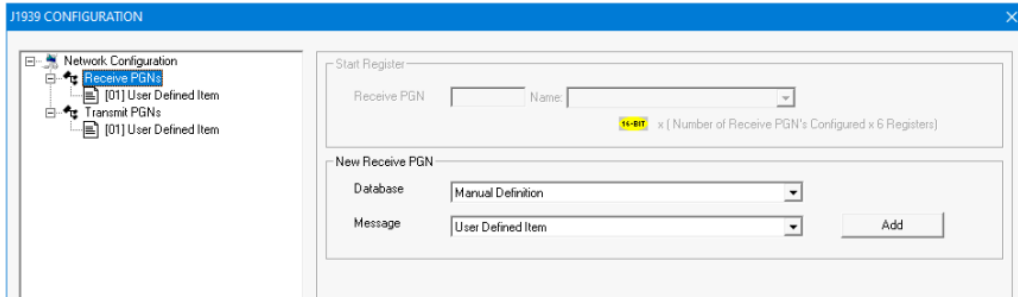 J1939 CONFIGURATION
Network Configuration
Receive PGNs
[01] User Defined Item
Transmit PGNs
[01] User Defined Item
Start Register
Receive PGN Name:
16-BIT x ( Number of Receive PGN's Configured x 6 Registers)
New Receive PGN
Database Manual Definition
Message User Defined Item Add